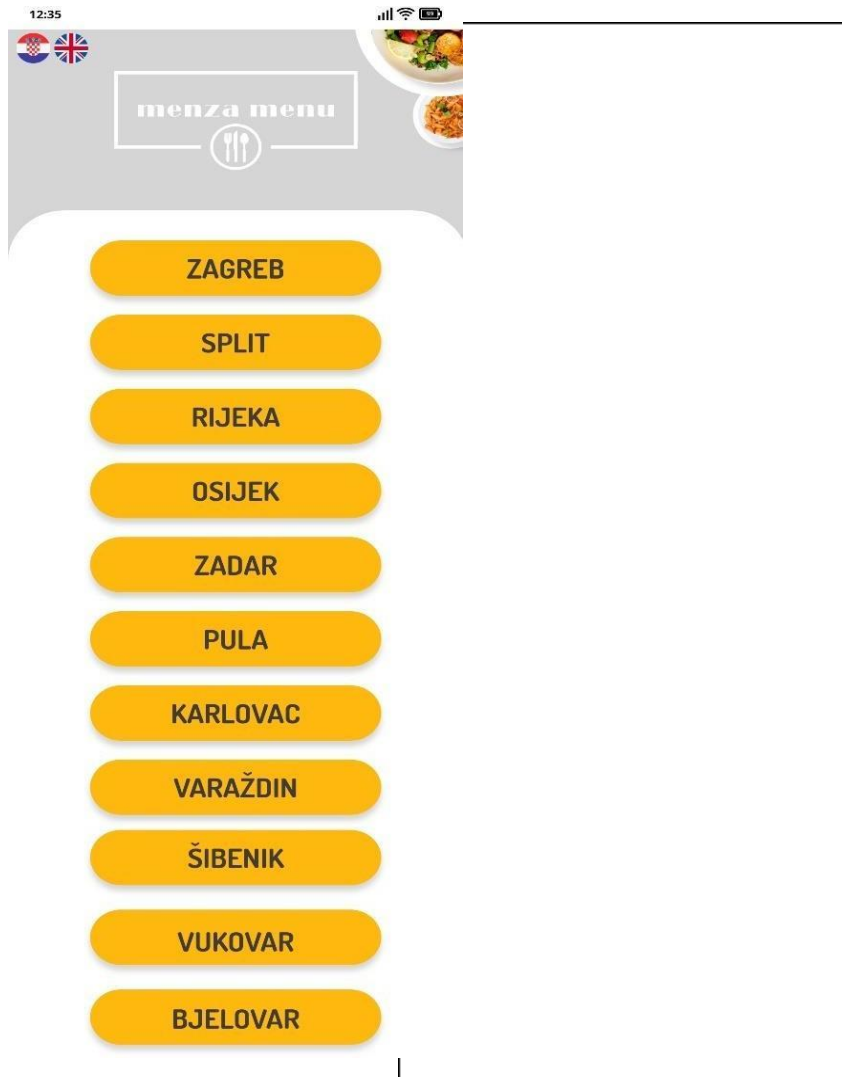 12:35
menza menu
ZAGREB
SPLIT
RIJEKA
OSIJEK
ZADAR
PULA
KARLOVAC
VARAŽDIN
ŠIBENIK
VUKOVAR
BJELOVAR